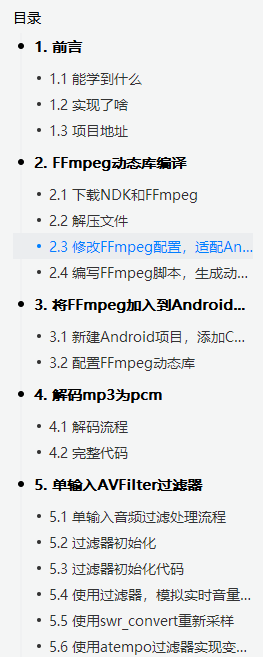 目录
1. 前言
1.1 能学到什么
1.2 实现了啥
1.3 项目地址
2. FFmpeg动态库编译
2.1 下载NDK和FFmpeg
2.2 解压文件
2.3 修改FFmpeg配置，适配An...
2.4 编写FFmpeg脚本，生成动...
3. 将FFmpeg加入到Android...
3.1 新建Android项目，添加C...
3.2 配置FFmpeg动态库
4. 解码mp3为pcm
4.1 解码流程
4.2 完整代码
5. 单输入AVFilter过滤器
5.1 单输入音频过滤处理流程
5.2 过滤器初始化
5.3 过滤器初始化代码
5.4 使用过滤器，模拟实时音量...
5.5 使用swr_convert重新采样
5.6 使用atempo过滤器实现变...